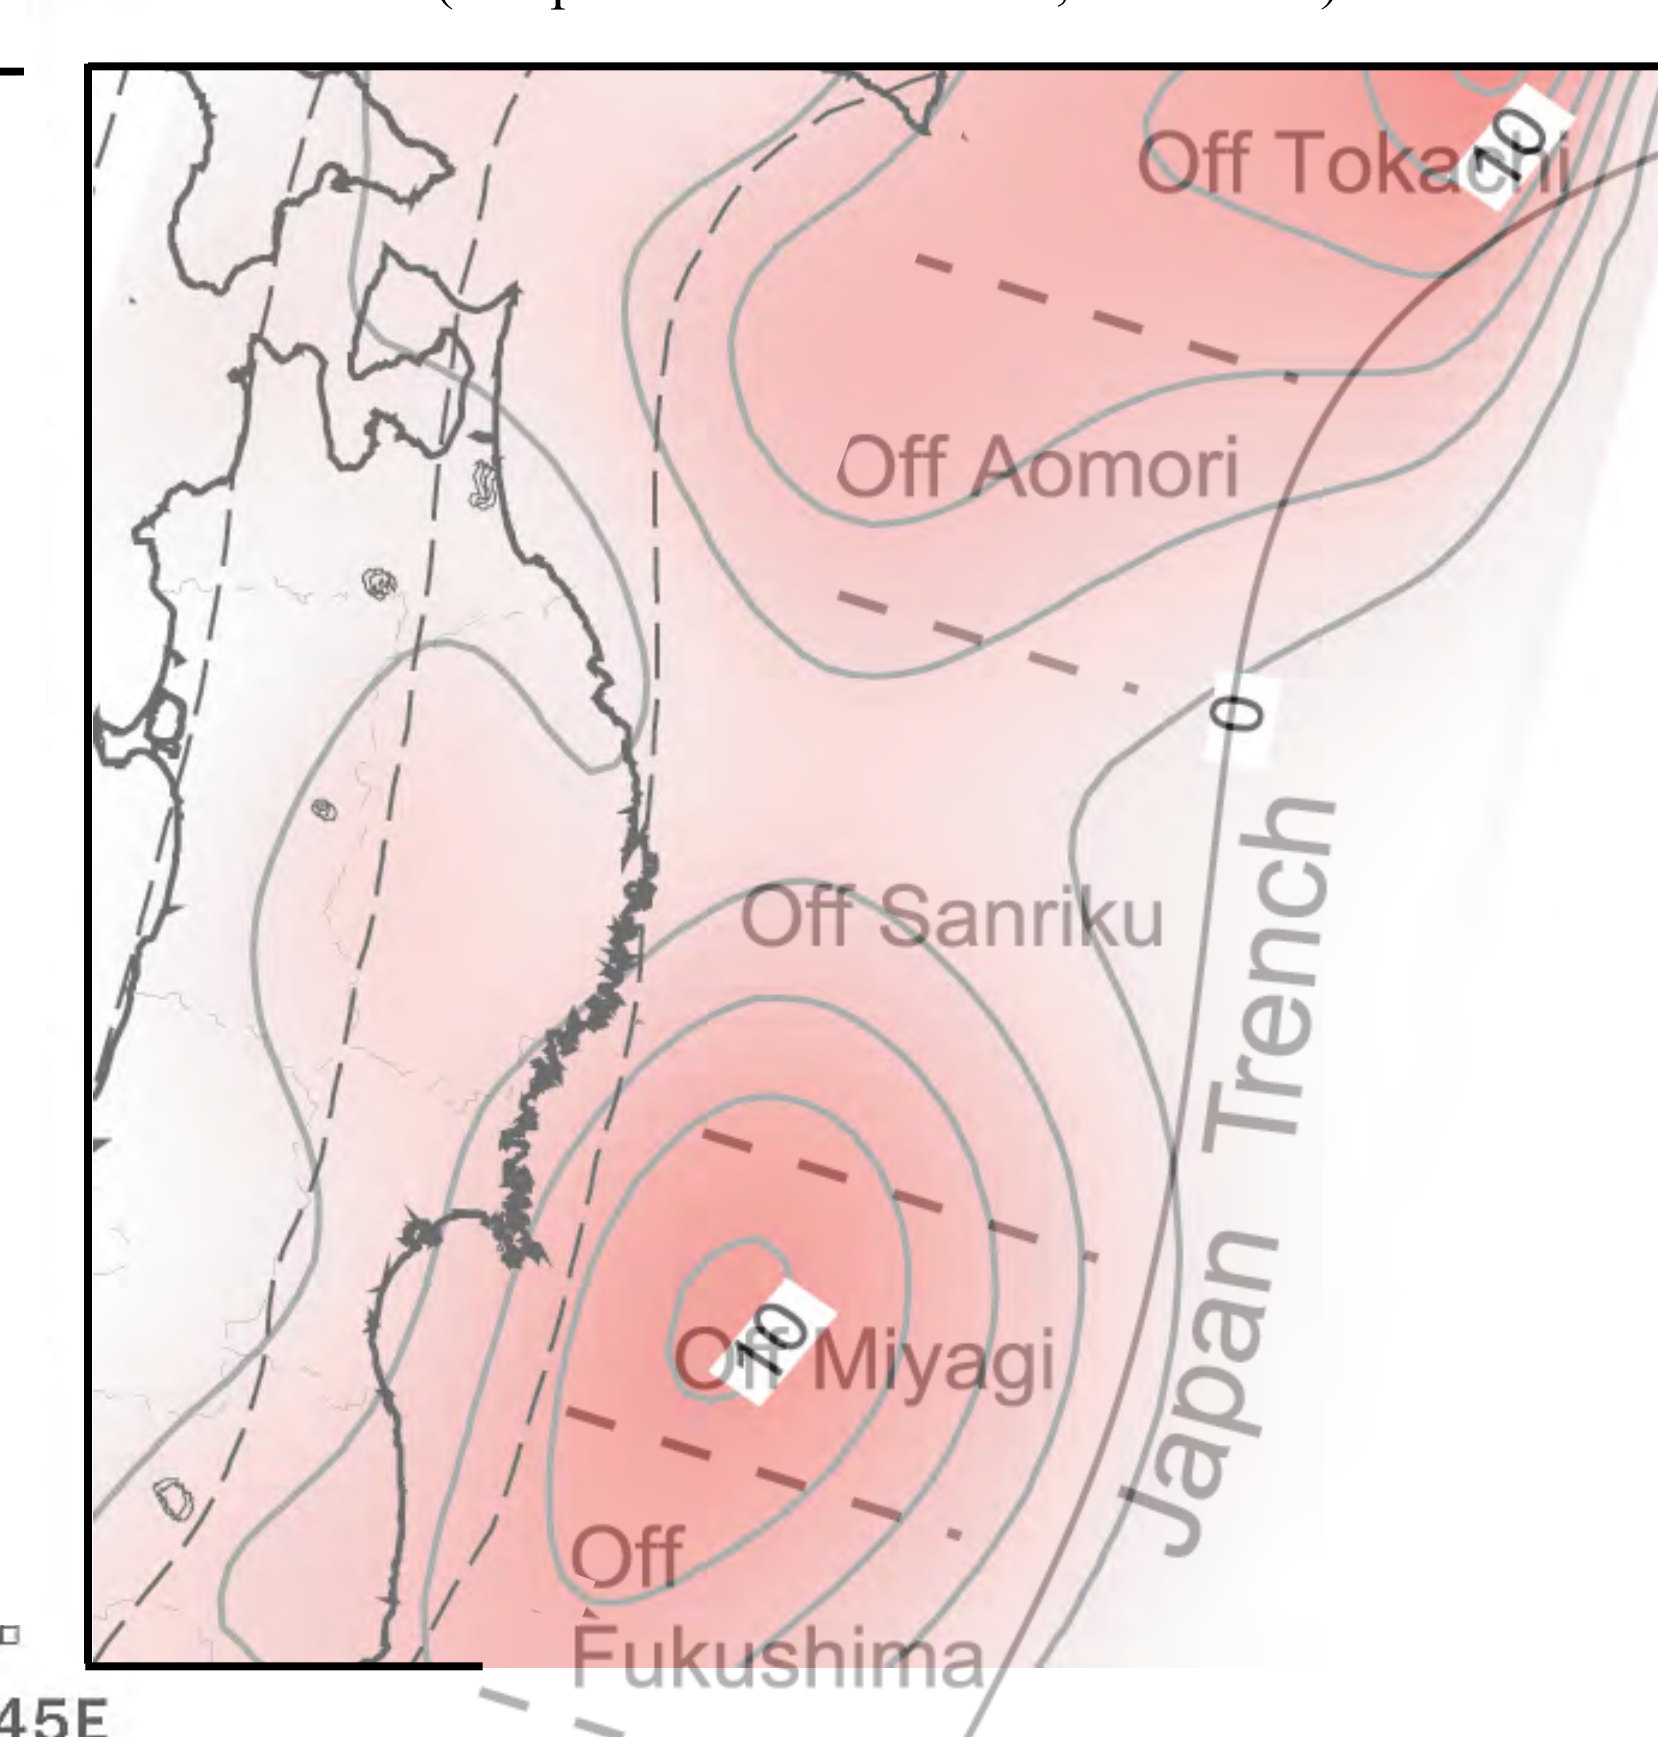 Off Tokachi
10
Off Aomori
0
Off Sanriku
Japan Trench
10
Off Miyagi
Off
Fukushima
45E